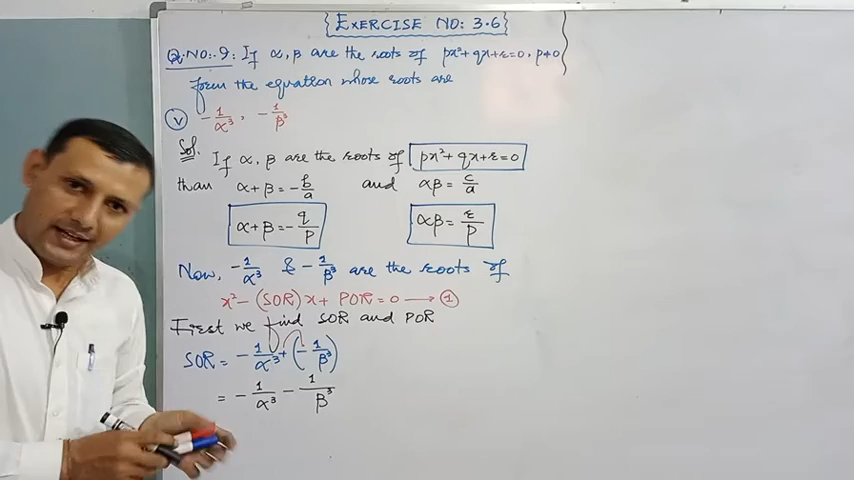 EXERCISE NO: 3.6
Q.NO:.9: If α, β are the roots of px²+qx+r=0, p≠0
form the equation whose roots are
(v) -1/α³, -1/β³
Sol. If α, β are the roots of px²+qx+r=0
than α+β=-b/a and αβ=c/a
α+β=-q/p αβ=r/p
Now, -1/α³ & -1/β³ are the roots of
x²-(SOR)x+POR=0 → (1)
First we find SOR and POR
SOR = -1/α³+(-1/β³)
= -1/α³ - 1/β³